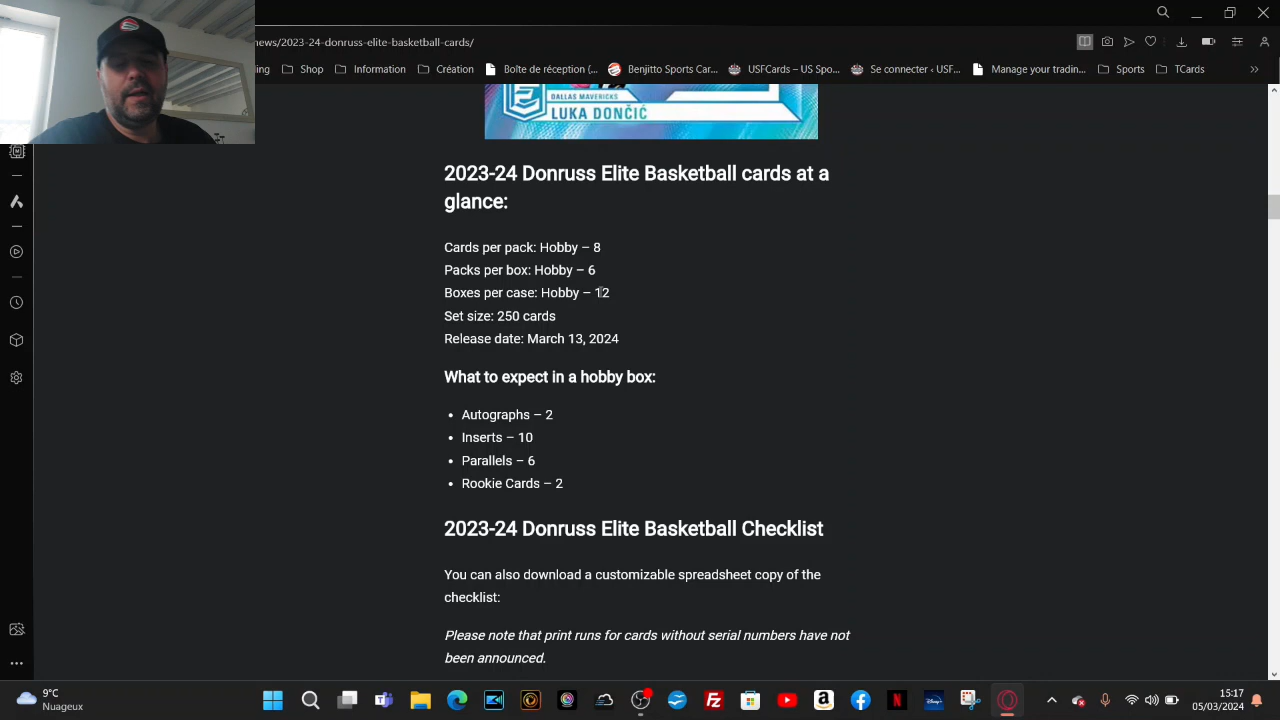 news/2023-24-donruss-elite-basketball-cards/
ing
Shop
Information
Création
Boîte de réception (...
Benjitto Sports Car...
USFCards – US Spo...
Se connecter ‹ USF...
Manage your tradin...
Sports
TCards
DALLAS MAVERICKS
LUKA DONČIĆ
2023-24 Donruss Elite Basketball cards at a
glance:
Cards per pack: Hobby – 8
Packs per box: Hobby – 6
Boxes per case: Hobby – 12
Set size: 250 cards
Release date: March 13, 2024
What to expect in a hobby box:
• Autographs – 2
• Inserts – 10
• Parallels – 6
• Rookie Cards – 2
2023-24 Donruss Elite Basketball Checklist
You can also download a customizable spreadsheet copy of the
checklist:
Please note that print runs for cards without serial numbers have not
been announced.
9°C
Nuageux
15:17
05/03/2024